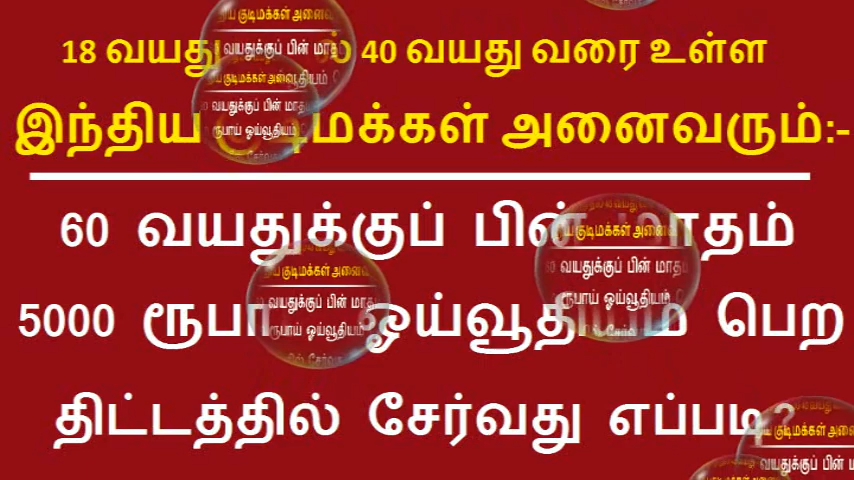 18 வயது முதல் 40 வயது வரை உள்ள
இந்திய குடிமக்கள் அனைவரும்:-
60 வயதுக்குப் பின் மாதம்
5000 ரூபாய் ஓய்வூதியம் பெற
திட்டத்தில் சேர்வது எப்படி?